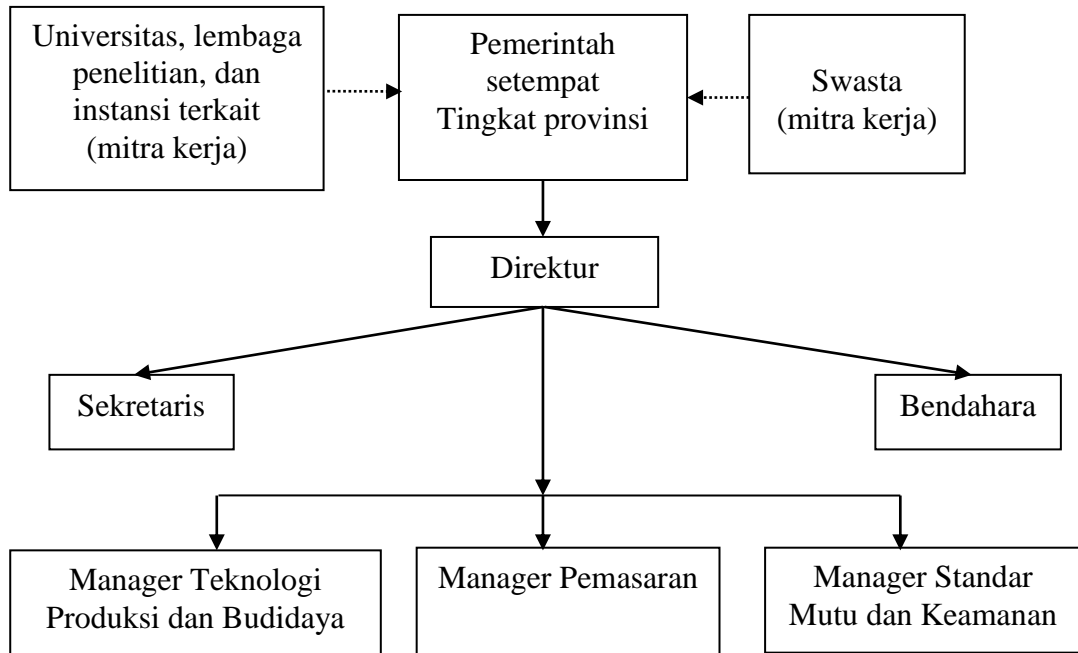 Universitas, lembaga
penelitian, dan
instansi terkait
(mitra kerja)
Pemerintah
setempat
Tingkat provinsi
Swasta
(mitra kerja)
Direktur
Sekretaris
Bendahara
Manager Teknologi
Produksi dan Budidaya
Manager Pemasaran
Manager Standar
Mutu dan Keamanan